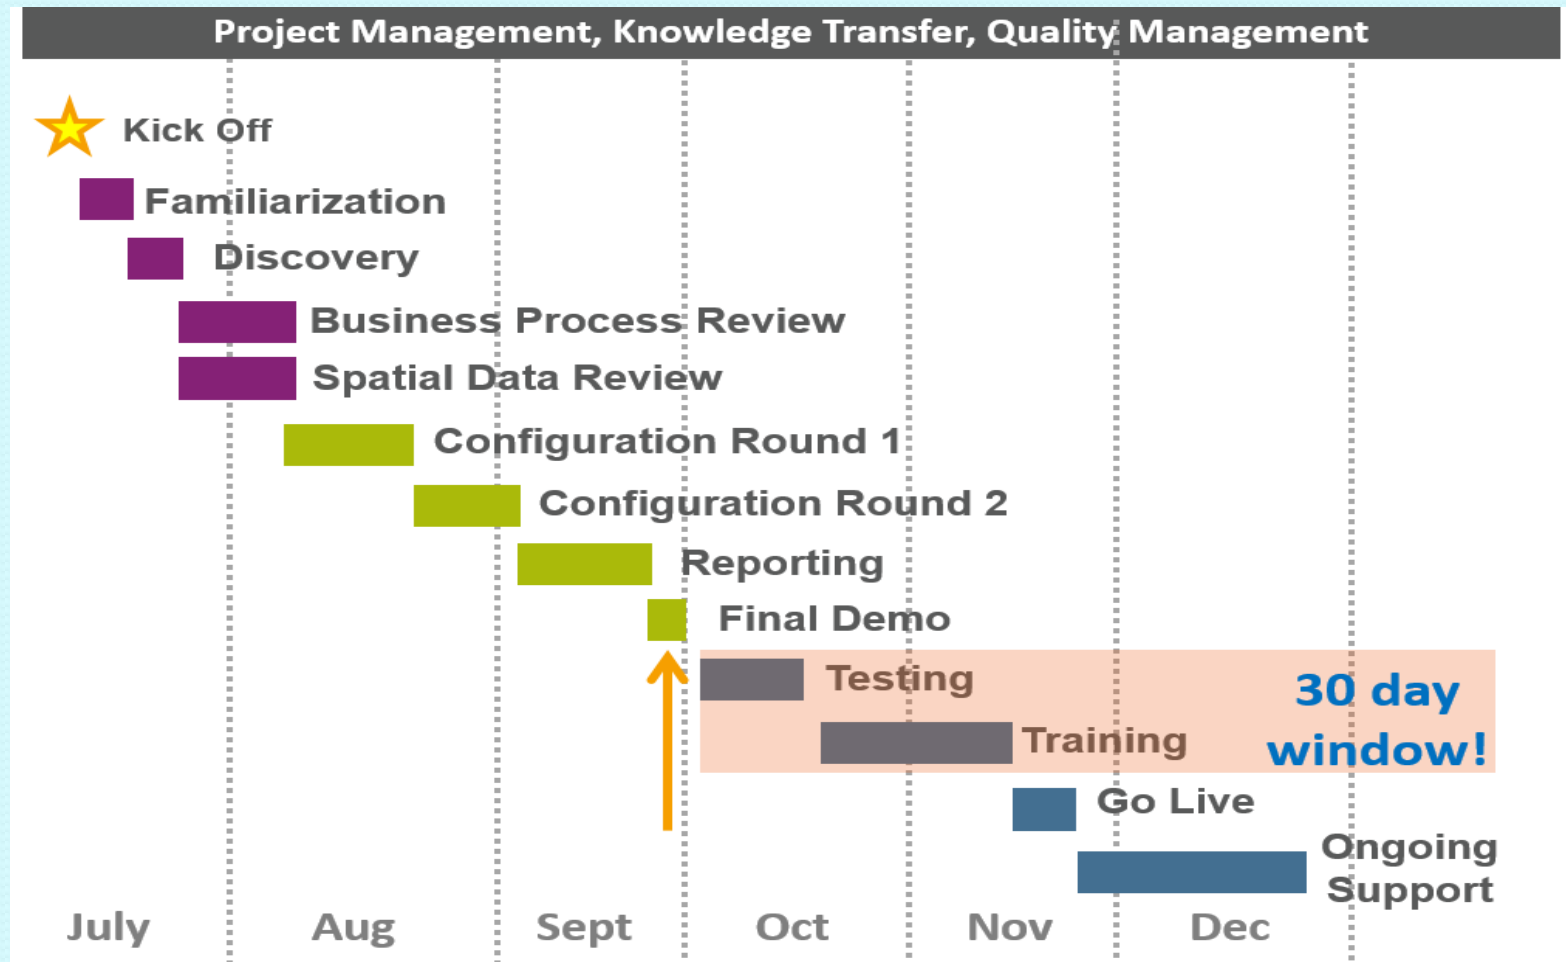 Project Management, Knowledge Transfer, Quality Management
Kick Off
Familiarization
Discovery
Business Process Review
Spatial Data Review
Configuration Round 1
Configuration Round 2
Reporting
Final Demo
Testing
30 day
window!
Training
Go Live
Ongoing
Support
July Aug Sept Oct Nov Dec